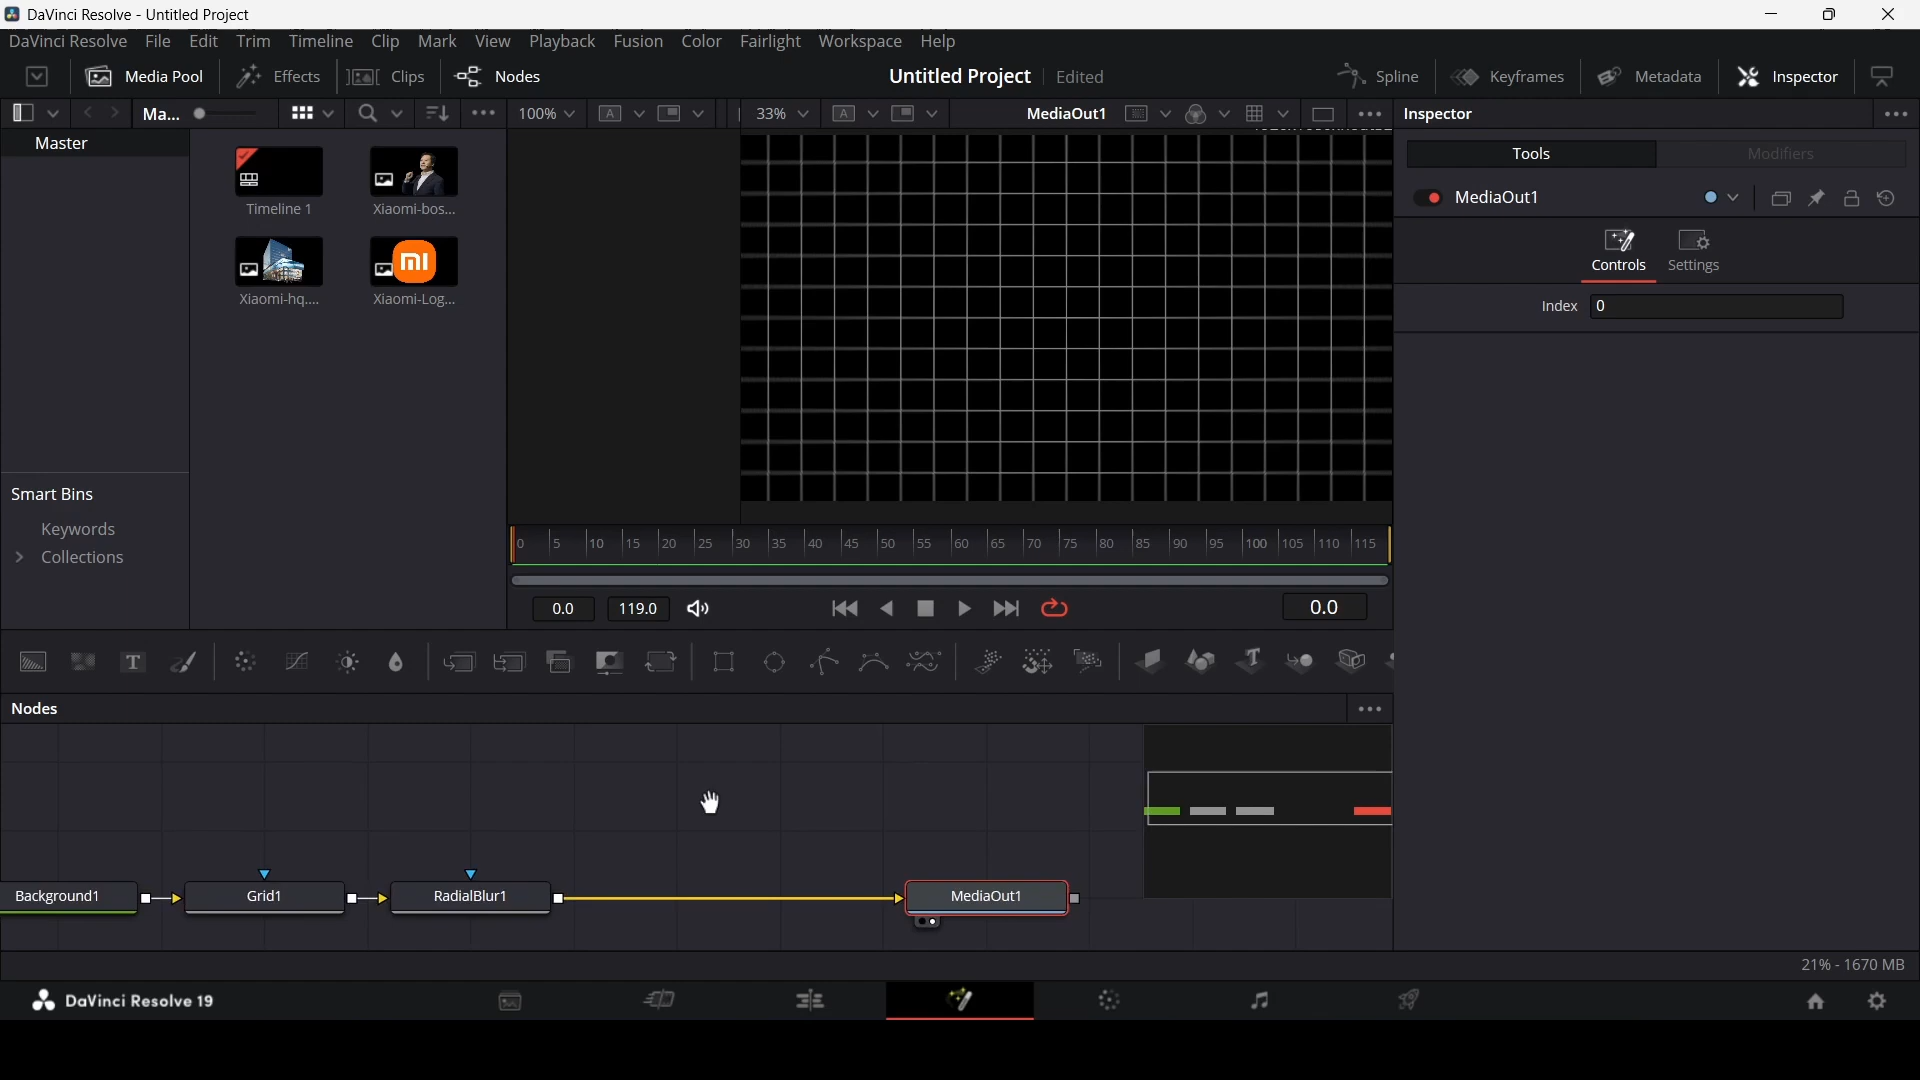 DaVinci Resolve - Untitled Project
DaVinci Resolve File Edit Trim Timeline Clip Mark View Playback Fusion Color Fairlight Workspace Help
Media Pool Effects Clips Nodes Untitled Project Edited Spline Keyframes Metadata Inspector
Ma... 100% A 33% A MediaOut1 Inspector
Master
Timeline 1 Xiaomi-bos...
Xiaomi-hq.... Xiaomi-Log...
mi
Tools Modifiers
MediaOut1
Controls Settings
Index 0
Smart Bins
Keywords
Collections
0 5 10 15 20 25 30 35 40 45 50 55 60 65 70 75 80 85 90 95 100 105 110 115
0.0 119.0 0.0
T T
Nodes
Background1 Grid1 RadialBlur1 MediaOut1
21% - 1670 MB
DaVinci Resolve 19